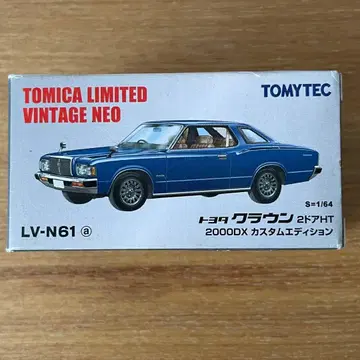 TOMICA LIMITED
VINTAGE NEO
TOMYTEC
S=1/64
LV-N61 ⓐ
トヨタ クラウン 2ドアHT
2000DX カスタムエディション